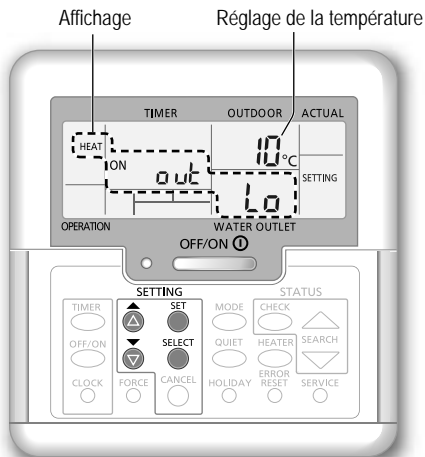 Affichage
Réglage de la température
TIMER OUTDOOR ACTUAL
HEAT
10 °C
ON
out
SETTING
Lo
OPERATION
WATER OUTLET
OFF/ON
SETTING STATUS
TIMER SET MODE CHECK
OFF/ON SELECT QUIET HEATER SEARCH
CLOCK FORCE CANCEL HOLIDAY ERROR RESET SERVICE